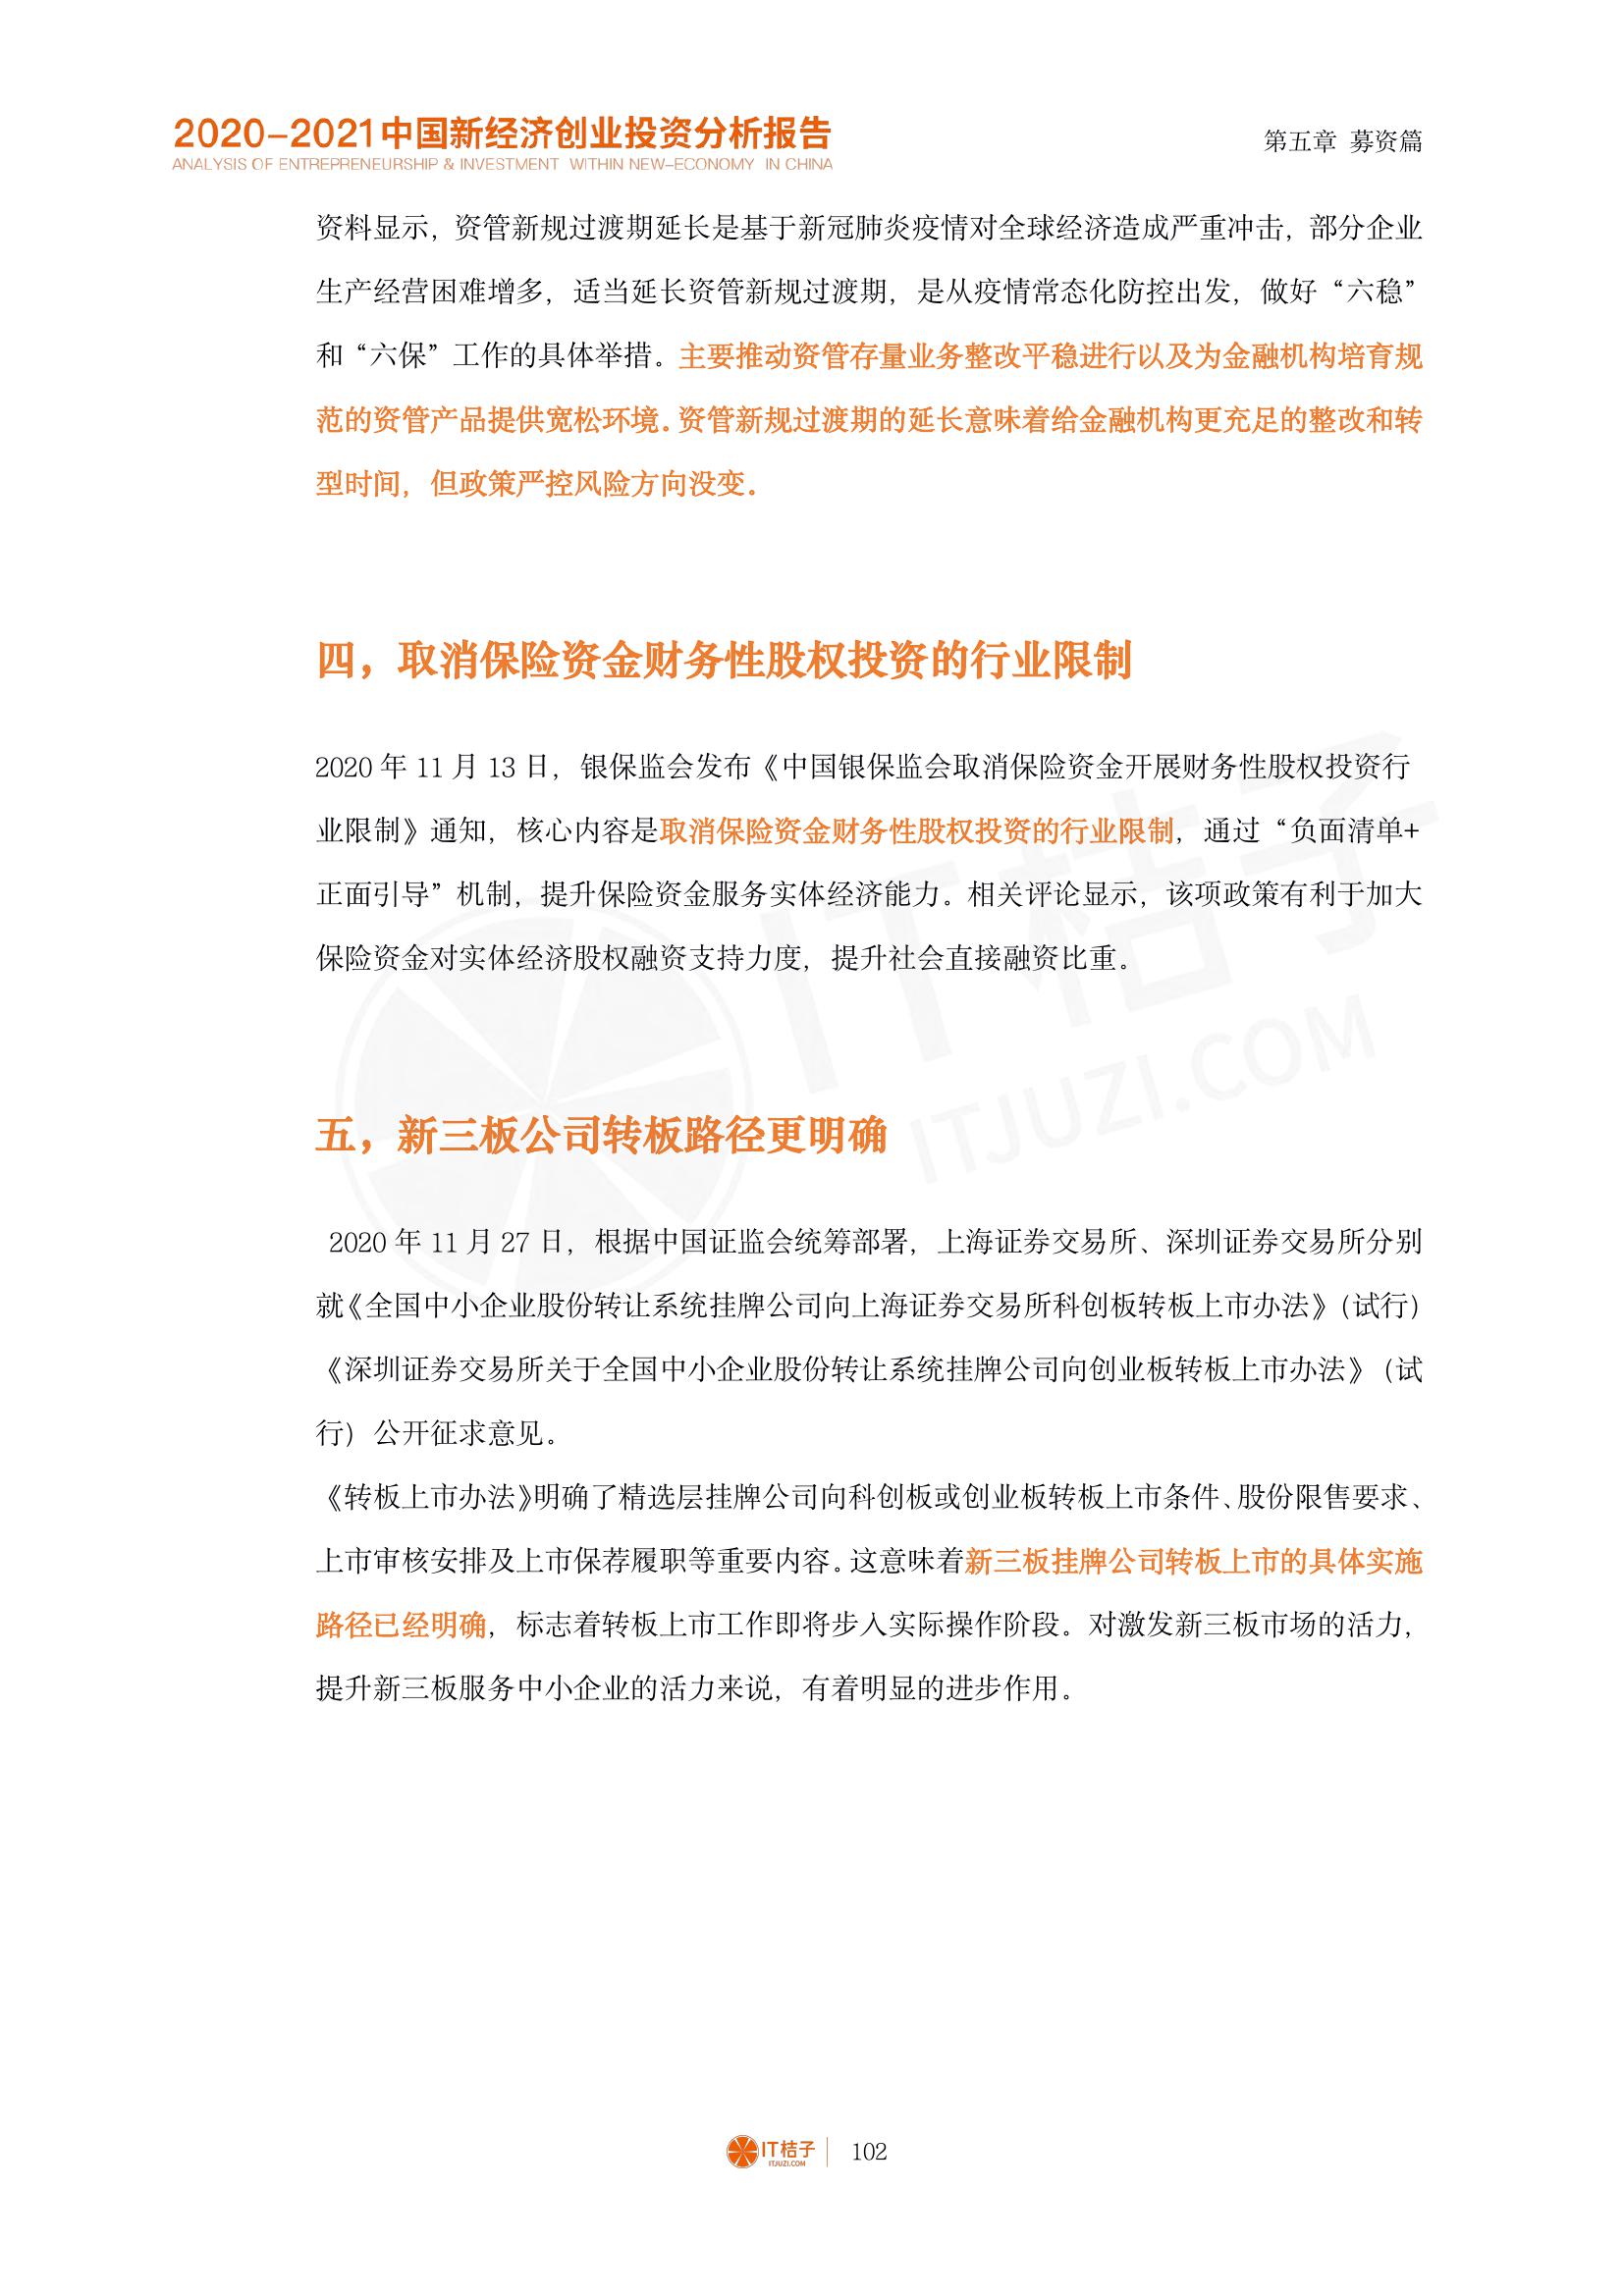 2020-2021中国新经济创业投资分析报告
ANALYSIS OF ENTREPRENEURSHIP & INVESTMENT WITHIN NEW-ECONOMY IN CHINA
第五章 募资篇
资料显示，资管新规过渡期延长是基于新冠肺炎疫情对全球经济造成严重冲击，部分企业
生产经营困难增多，适当延长资管新规过渡期，是从疫情常态化防控出发，做好“六稳”
和“六保”工作的具体举措。主要推动资管存量业务整改平稳进行以及为金融机构培育规
范的资管产品提供宽松环境。资管新规过渡期的延长意味着给金融机构更充足的整改和转
型时间，但政策严控风险方向没变。
四，取消保险资金财务性股权投资的行业限制
2020 年 11 月 13 日，银保监会发布《中国银保监会取消保险资金开展财务性股权投资行
业限制》通知，核心内容是取消保险资金财务性股权投资的行业限制，通过“负面清单+
正面引导”机制，提升保险资金服务实体经济能力。相关评论显示，该项政策有利于加大
保险资金对实体经济股权融资支持力度，提升社会直接融资比重。
IT桔子
ITJUZI.COM
五，新三板公司转板路径更明确
2020 年 11 月 27 日，根据中国证监会统筹部署，上海证券交易所、深圳证券交易所分别
就《全国中小企业股份转让系统挂牌公司向上海证券交易所科创板转板上市办法》（试行）
《深圳证券交易所关于全国中小企业股份转让系统挂牌公司向创业板转板上市办法》（试
行）公开征求意见。
《转板上市办法》明确了精选层挂牌公司向科创板或创业板转板上市条件、股份限售要求、
上市审核安排及上市保荐履职等重要内容。这意味着新三板挂牌公司转板上市的具体实施
路径已经明确，标志着转板上市工作即将步入实际操作阶段。对激发新三板市场的活力，
提升新三板服务中小企业的活力来说，有着明显的进步作用。
IT桔子
ITJUZI.COM
102